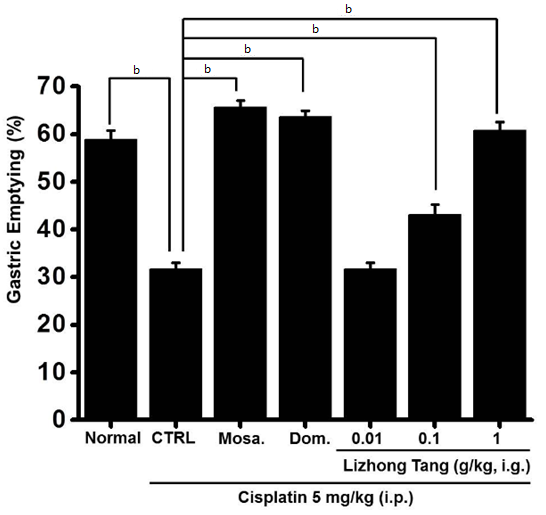 b
b
b
b
b
70
60
50
40
30
20
10
0
Gastric Emptying (%)
Normal CTRL Mosa. Dom. 0.01 0.1 1
Lizhong Tang (g/kg, i.g.)
Cisplatin 5 mg/kg (i.p.)